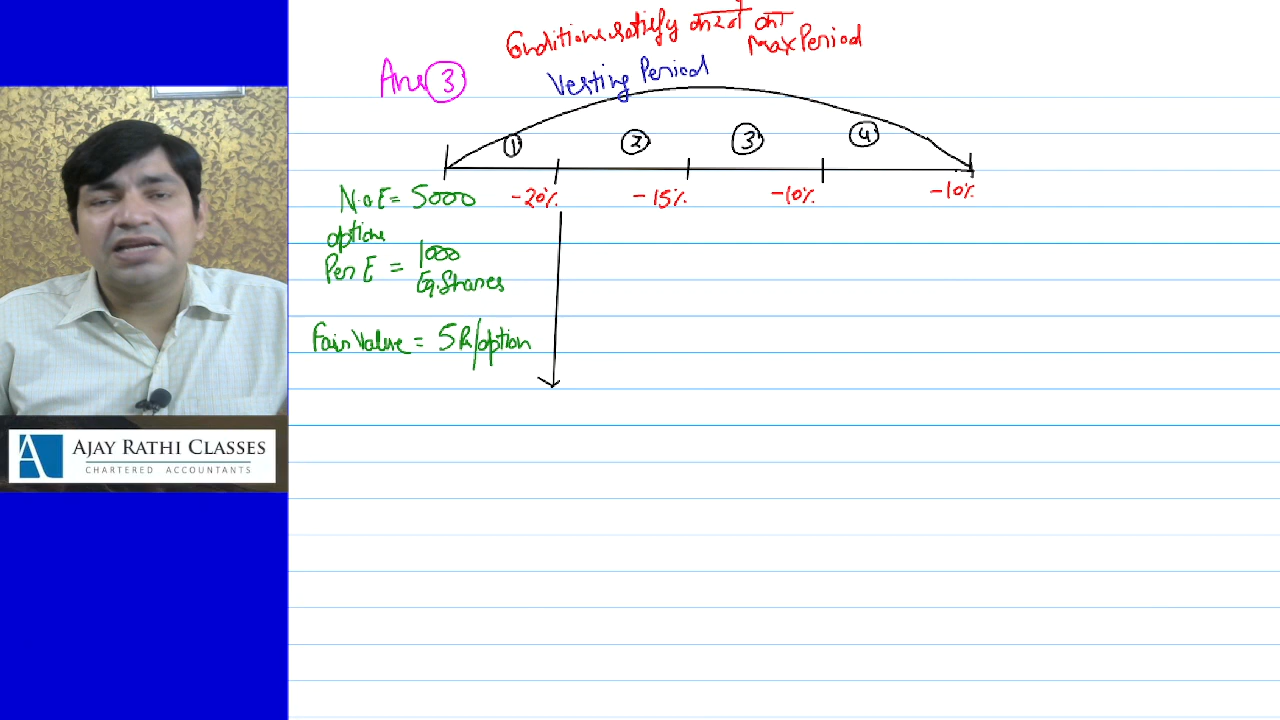 Conditions satisfy करने का
Max Period
Ans 3
Vesting Period
1 2 3 4
N.o E = 5000
-20% -15% -10% -10%
options
Per E = 1000
Eq. Shares
Fair Value = 5 R/option
AJAY RATHI CLASSES
CHARTERED ACCOUNTANTS